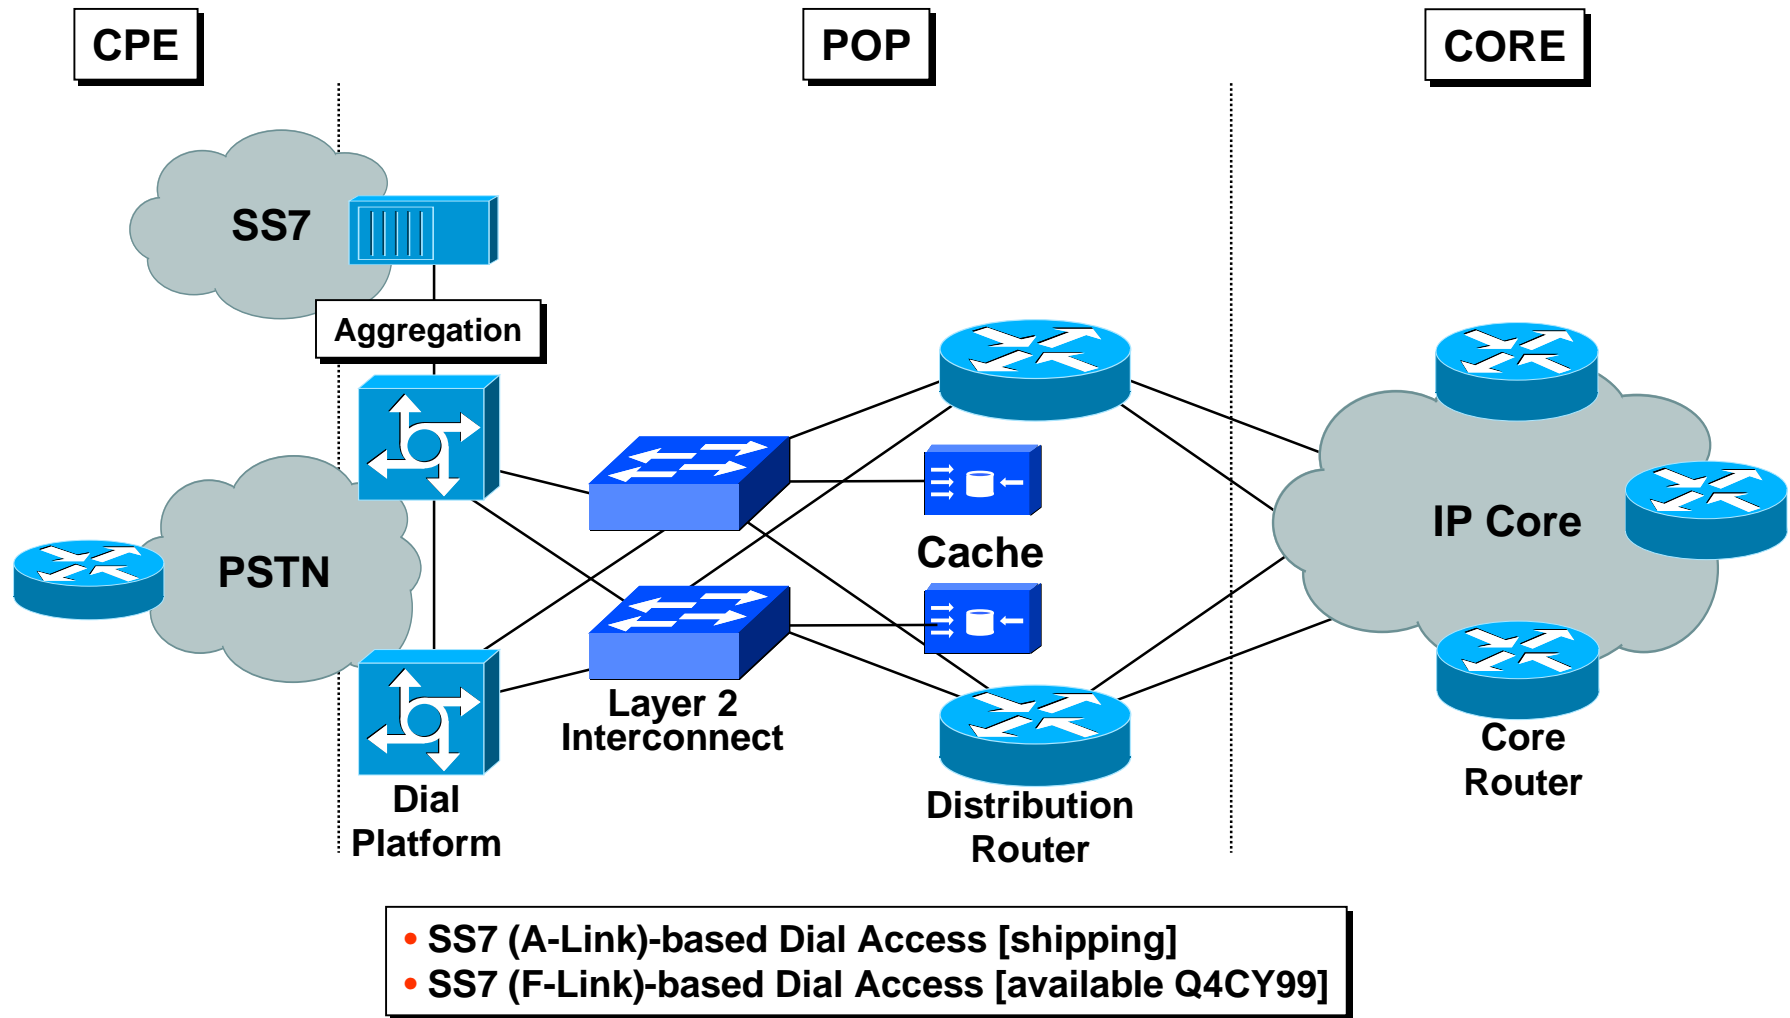 CPE
POP
CORE
SS7
Aggregation
PSTN
Cache
IP Core
Layer 2
Interconnect
Dial
Platform
Distribution
Router
Core
Router
• SS7 (A-Link)-based Dial Access [shipping]
• SS7 (F-Link)-based Dial Access [available Q4CY99]